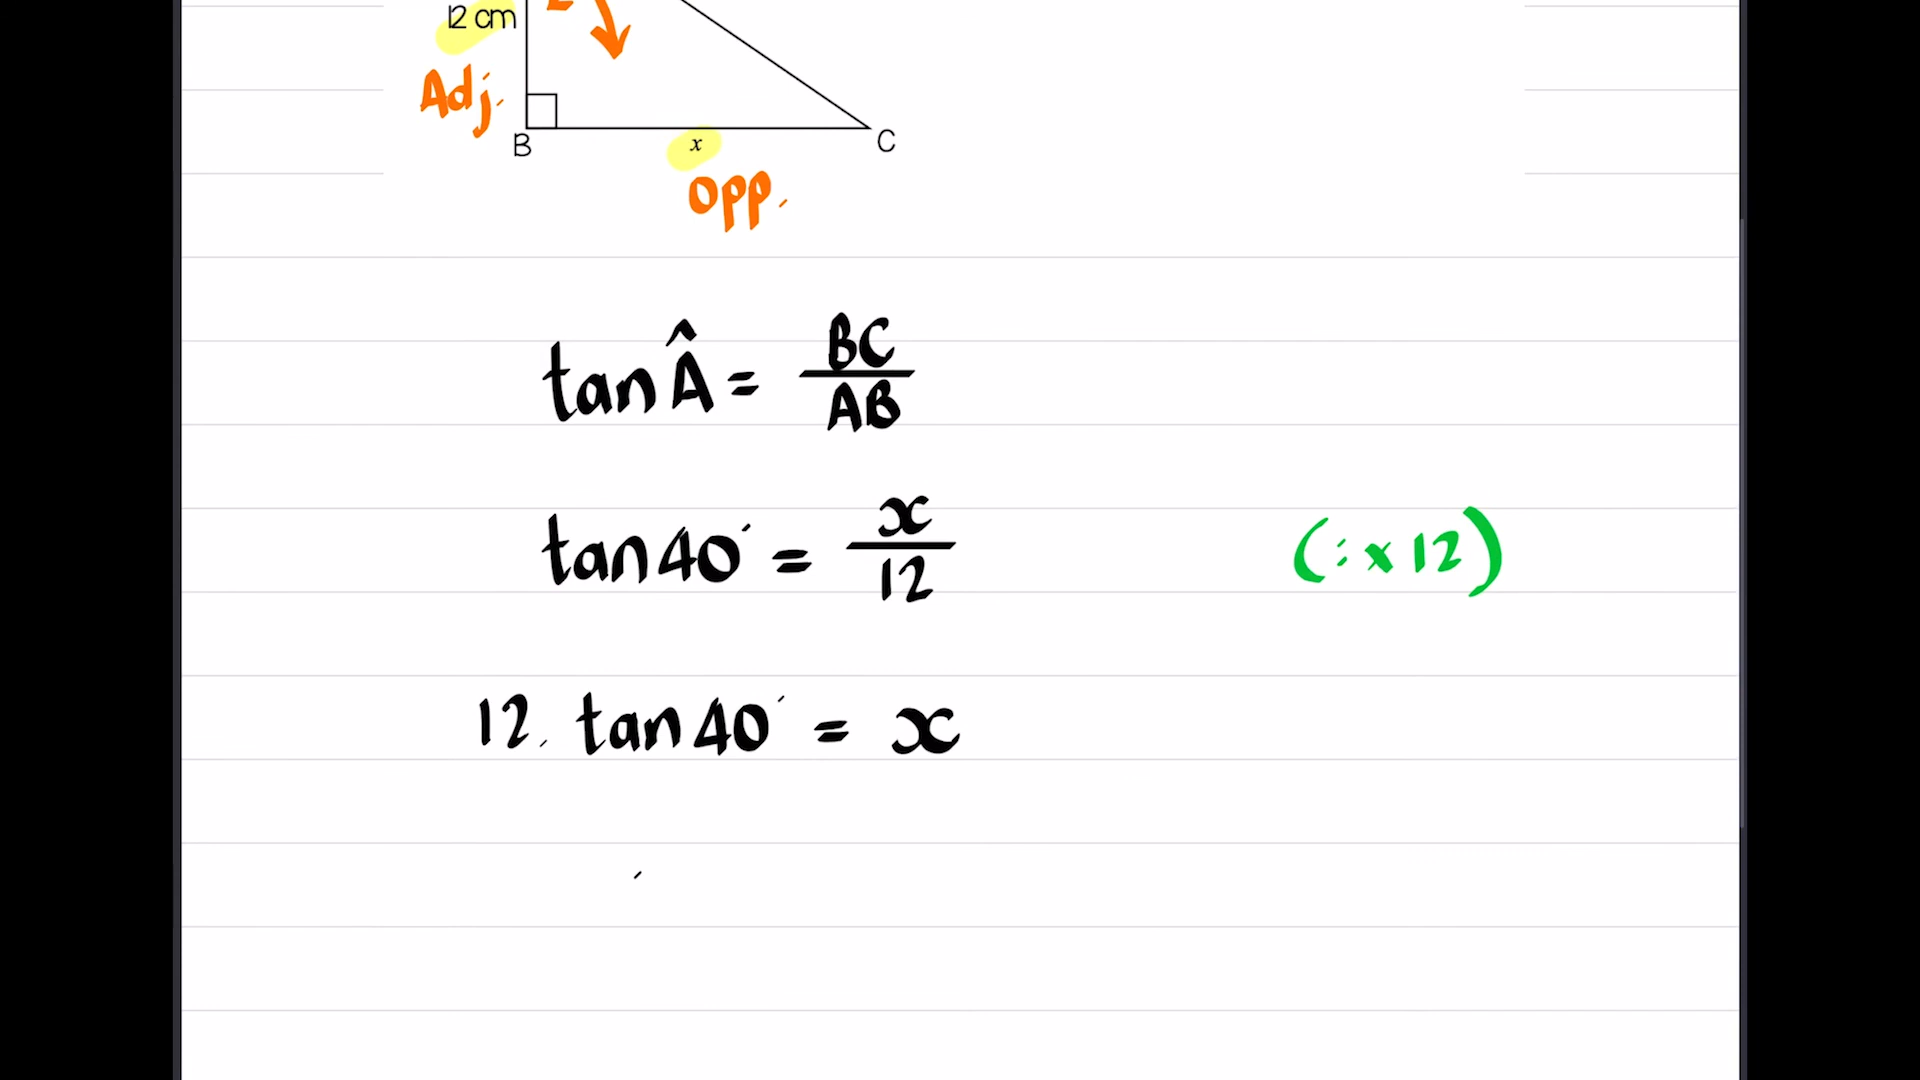 12 cm
Adj.
B
x
C
opp.
tan Â = BC/AB
tan 40° = x/12
(: x 12)
12. tan 40° = x